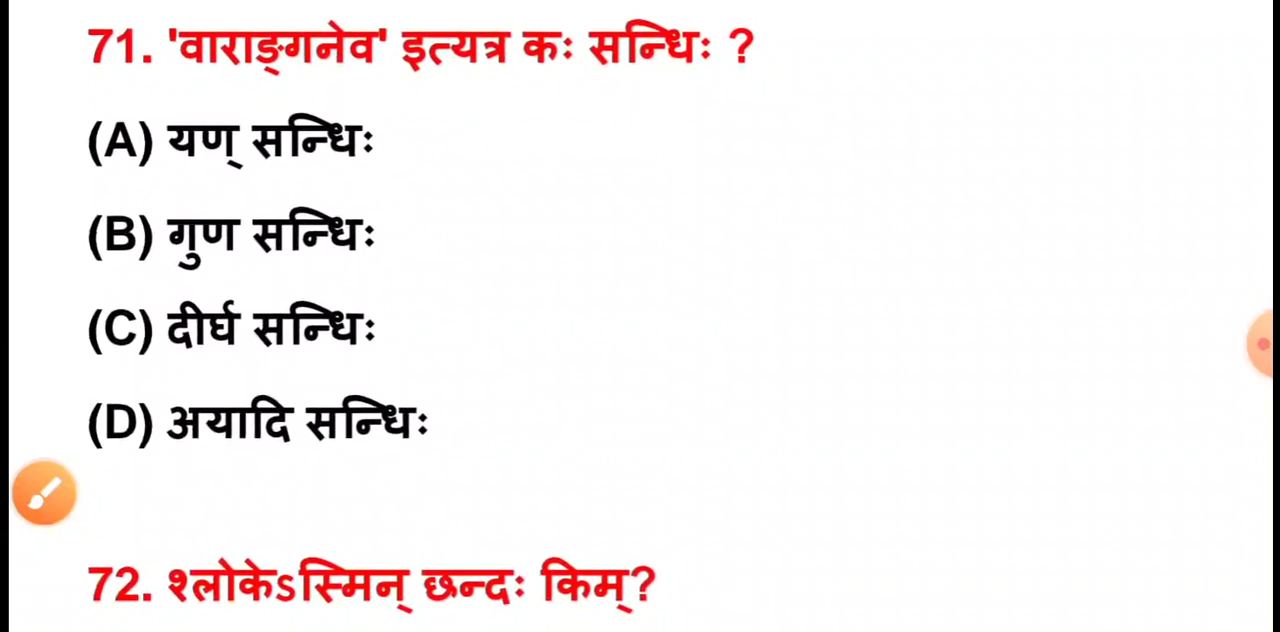 71. 'वाराङ्गनेव' इत्यत्र कः सन्धिः ?
(A) यण् सन्धिः
(B) गुण सन्धिः
(C) दीर्घ सन्धिः
(D) अयादि सन्धिः
72. श्लोकेऽस्मिन् छन्दः किम्?